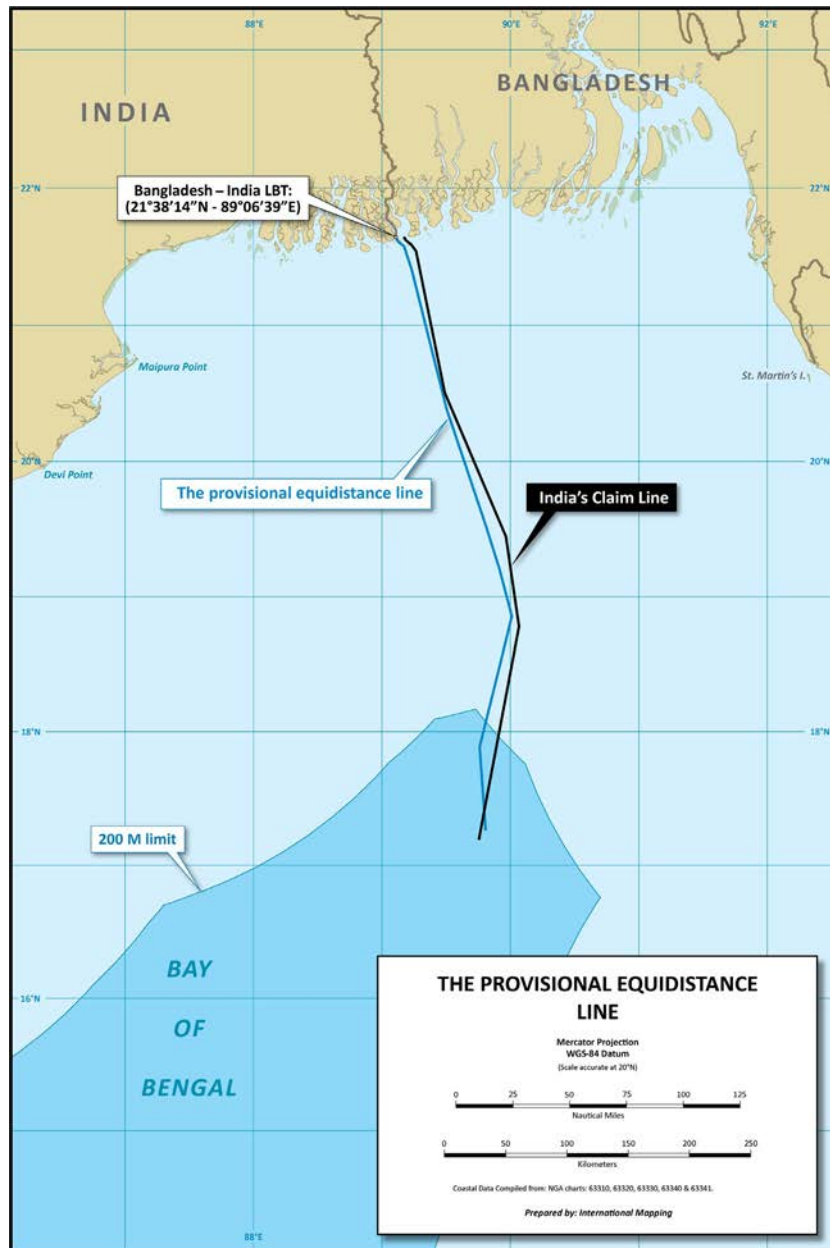 88°E
90°E
92°E
INDIA
BANGLADESH
22°N
22°N
Bangladesh – India LBT:
(21°38’14”N - 89°06’39”E)
Maipura Point
St. Martin's I.
20°N
20°N
Devi Point
The provisional equidistance line
India’s Claim Line
18°N
18°N
200 M limit
BAY
OF
BENGAL
16°N
THE PROVISIONAL EQUIDISTANCE
LINE
Mercator Projection
WGS-84 Datum
(Scale accurate at 20°N)
0 25 50 75 100 125
Nautical Miles
0 50 100 150 200 250
Kilometers
Coastal Data Compiled from: NGA charts: 63310, 63320, 63330, 63340 & 63341.
Prepared by: International Mapping
88°E